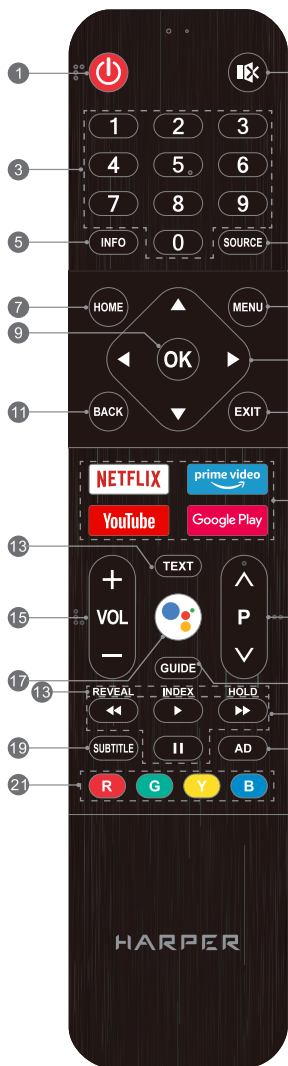 1
1 2 3
3
4 5 6
7 8 9
5
INFO 0 SOURCE
7
HOME MENU
9
OK
11
BACK EXIT
NETFLIX prime video
YouTube Google Play
13
TEXT
+
15
VOL P
−
17
GUIDE
13
REVEAL INDEX HOLD
19
SUBTITLE AD
21
R G Y B
HARPER